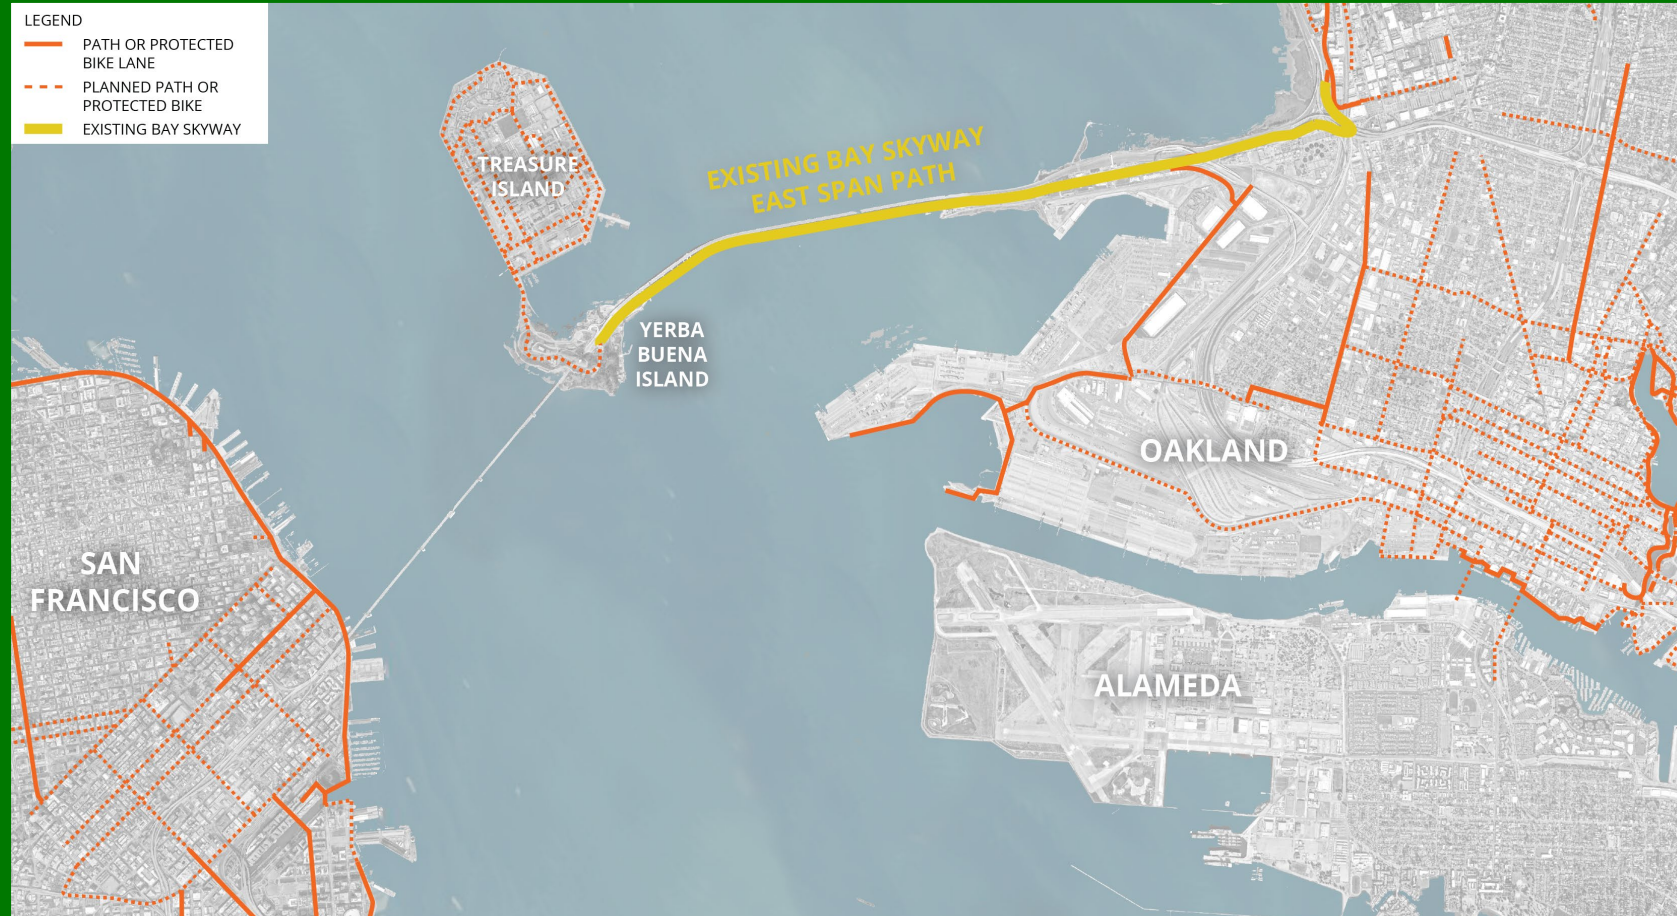 LEGEND
PATH OR PROTECTED
BIKE LANE
PLANNED PATH OR
PROTECTED BIKE
EXISTING BAY SKYWAY
TREASURE
ISLAND
EXISTING BAY SKYWAY
EAST SPAN PATH
YERBA
BUENA
ISLAND
OAKLAND
SAN
FRANCISCO
ALAMEDA